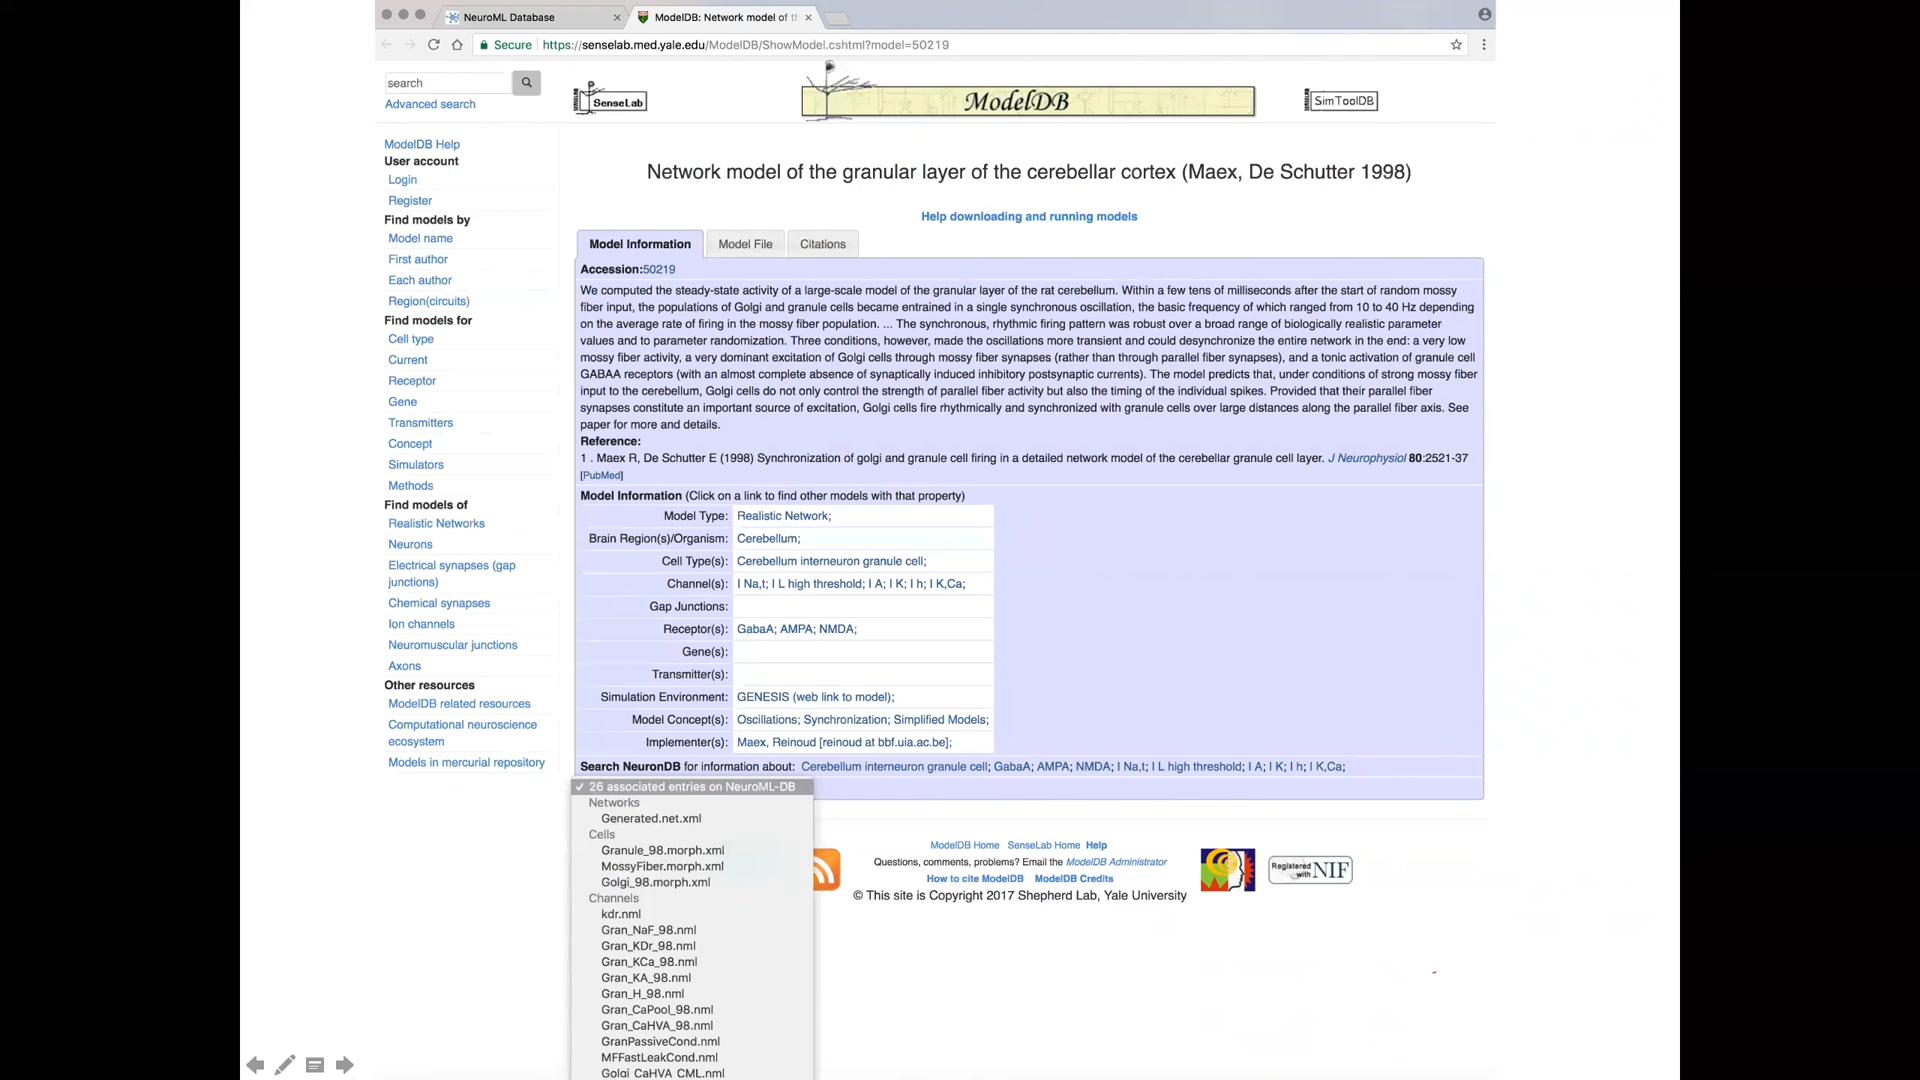 NeuroML Database
ModelDB: Network model of th
Secure
https://senselab.med.yale.edu/ModelDB/ShowModel.cshtml?model=50219
search
Advanced search
SenseLab
ModelDB
SimToolDB
ModelDB Help
User account
Login
Register
Find models by
Model name
First author
Each author
Region(circuits)
Find models for
Cell type
Current
Receptor
Gene
Transmitters
Concept
Simulators
Methods
Find models of
Realistic Networks
Neurons
Electrical synapses (gap
junctions)
Chemical synapses
Ion channels
Neuromuscular junctions
Axons
Other resources
ModelDB related resources
Computational neuroscience
ecosystem
Models in mercurial repository
Network model of the granular layer of the cerebellar cortex (Maex, De Schutter 1998)
Help downloading and running models
Model Information
Model File
Citations
Accession:50219
We computed the steady-state activity of a large-scale model of the granular layer of the rat cerebellum. Within a few tens of milliseconds after the start of random mossy
fiber input, the populations of Golgi and granule cells became entrained in a single synchronous oscillation, the basic frequency of which ranged from 10 to 40 Hz depending
on the average rate of firing in the mossy fiber population. ... The synchronous, rhythmic firing pattern was robust over a broad range of biologically realistic parameter
values and to parameter randomization. Three conditions, however, made the oscillations more transient and could desynchronize the entire network in the end: a very low
mossy fiber activity, a very dominant excitation of Golgi cells through mossy fiber synapses (rather than through parallel fiber synapses), and a tonic activation of granule cell
GABAA receptors (with an almost complete absence of synaptically induced inhibitory postsynaptic currents). The model predicts that, under conditions of strong mossy fiber
input to the cerebellum, Golgi cells do not only control the strength of parallel fiber activity but also the timing of the individual spikes. Provided that their parallel fiber
synapses constitute an important source of excitation, Golgi cells fire rhythmically and synchronized with granule cells over large distances along the parallel fiber axis. See
paper for more and details.
Reference:
1 . Maex R, De Schutter E (1998) Synchronization of golgi and granule cell firing in a detailed network model of the cerebellar granule cell layer. J Neurophysiol 80:2521-37
[PubMed]
Model Information (Click on a link to find other models with that property)
Model Type: Realistic Network;
Brain Region(s)/Organism: Cerebellum;
Cell Type(s): Cerebellum interneuron granule cell;
Channel(s): I Na,t; I L high threshold; I A; I K; I h; I K,Ca;
Gap Junctions:
Receptor(s): GabaA; AMPA; NMDA;
Gene(s):
Transmitter(s):
Simulation Environment: GENESIS (web link to model);
Model Concept(s): Oscillations; Synchronization; Simplified Models;
Implementer(s): Maex, Reinoud [reinoud at bbf.uia.ac.be];
Search NeuronDB for information about: Cerebellum interneuron granule cell; GabaA; AMPA; NMDA; I Na,t; I L high threshold; I A; I K; I h; I K,Ca;
✓ 26 associated entries on NeuroML-DB
Networks
Generated.net.xml
Cells
Granule_98.morph.xml
MossyFiber.morph.xml
Golgi_98.morph.xml
Channels
kdr.nml
Gran_NaF_98.nml
Gran_KDr_98.nml
Gran_KCa_98.nml
Gran_KA_98.nml
Gran_H_98.nml
Gran_CaPool_98.nml
Gran_CaHVA_98.nml
GranPassiveCond.nml
MFFastLeakCond.nml
Golgi_CaHVA_CML.nml
ModelDB Home SenseLab Home Help
Questions, comments, problems? Email the ModelDB Administrator
How to cite ModelDB ModelDB Credits
© This site is Copyright 2017 Shepherd Lab, Yale University
Registered
with NIF